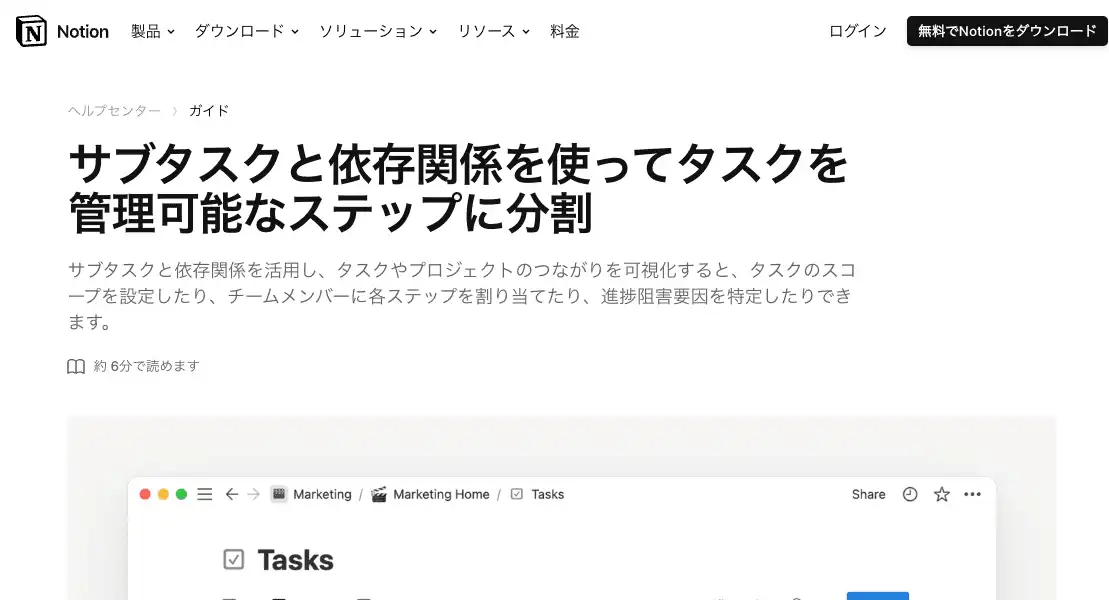 Notion 製品 ダウンロード ソリューション リソース 料金 ログイン 無料でNotionをダウンロード
ヘルプセンター 〉 ガイド
サブタスクと依存関係を使ってタスクを
管理可能なステップに分割
サブタスクと依存関係を活用し、タスクやプロジェクトのつながりを可視化すると、タスクのスコ
ープを設定したり、チームメンバーに各ステップを割り当てたり、進捗阻害要因を特定したりでき
ます。
約 6分で読めます
Marketing / Marketing Home / Tasks Share
Tasks